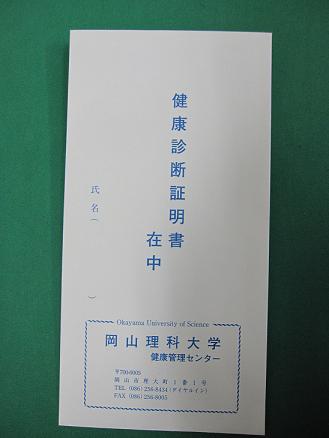 健康診断証明書
在中
氏名(　　　)
Okayama University of Science
岡山理科大学
健康管理センター
〒700-0005
岡山市理大町1番1号
TEL (086) 256-8434 (ダイヤルイン)
FAX (086) 256-8005